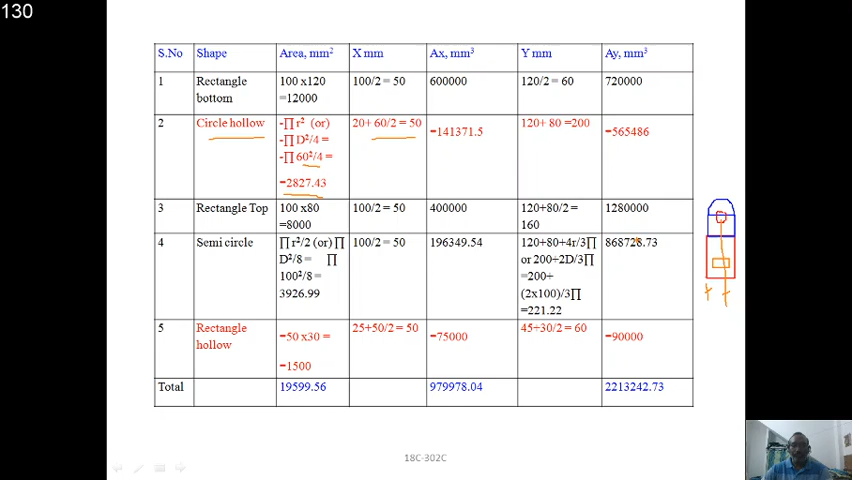 130
S.No Shape Area, mm² X mm Ax, mm³ Y mm Ay, mm³
1 Rectangle bottom 100 x120 =12000 100/2 = 50 600000 120/2 = 60 720000
2 Circle hollow -∏ r² (or) -∏ D²/4 = -∏ 60²/4 = -2827.43 20+ 60/2 = 50 -141371.5 120+ 80 =200 -565486
3 Rectangle Top 100 x80 =8000 100/2 = 50 400000 120+80/2 = 160 1280000
4 Semi circle ∏ r²/2 (or) ∏ D²/8 = ∏ 100²/8 = 3926.99 100/2 = 50 196349.54 120+80+4r/3∏ or 200+2D/3∏ =200+ (2x100)/3∏ =221.22 868728.73
5 Rectangle hollow -50 x30 = -1500 25+50/2 = 50 -75000 45+30/2 = 60 -90000
Total 19599.56 979978.04 2213242.73
18C-302C